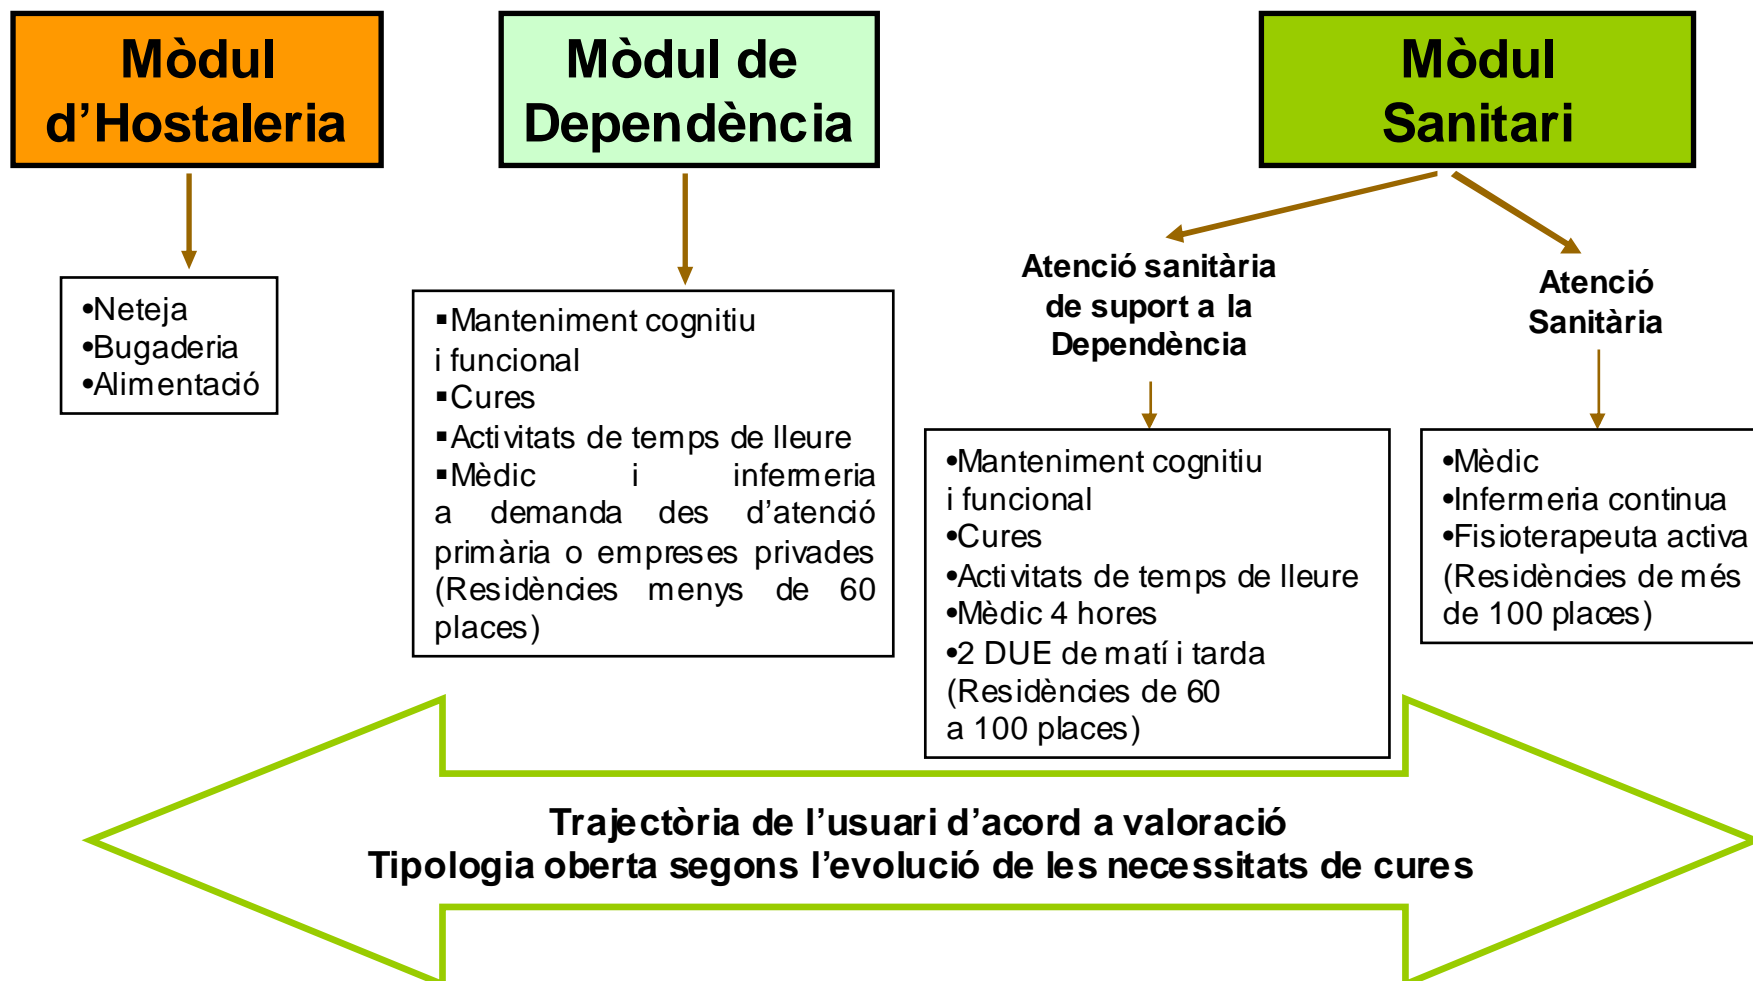 Mòdul
d’Hostaleria
Mòdul de
Dependència
Mòdul
Sanitari
•Neteja
•Bugaderia
•Alimentació
▪Manteniment cognitiu
i funcional
▪Cures
▪Activitats de temps de lleure
▪Mèdic i infermeria
a demanda des d’atenció
primària o empreses privades
(Residències menys de 60
places)
Atenció sanitària
de suport a la
Dependència
•Manteniment cognitiu
i funcional
•Cures
•Activitats de temps de lleure
•Mèdic 4 hores
•2 DUE de matí i tarda
(Residències de 60
a 100 places)
Atenció
Sanitària
•Mèdic
•Infermeria continua
•Fisioterapeuta activa
(Residències de més
de 100 places)
Trajectòria de l’usuari d’acord a valoració
Tipologia oberta segons l’evolució de les necessitats de cures